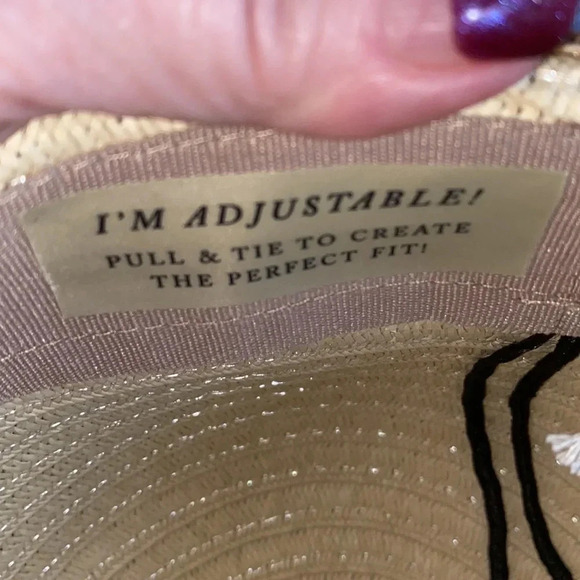 I'M ADJUSTABLE!
PULL & TIE TO CREATE
THE PERFECT FIT!